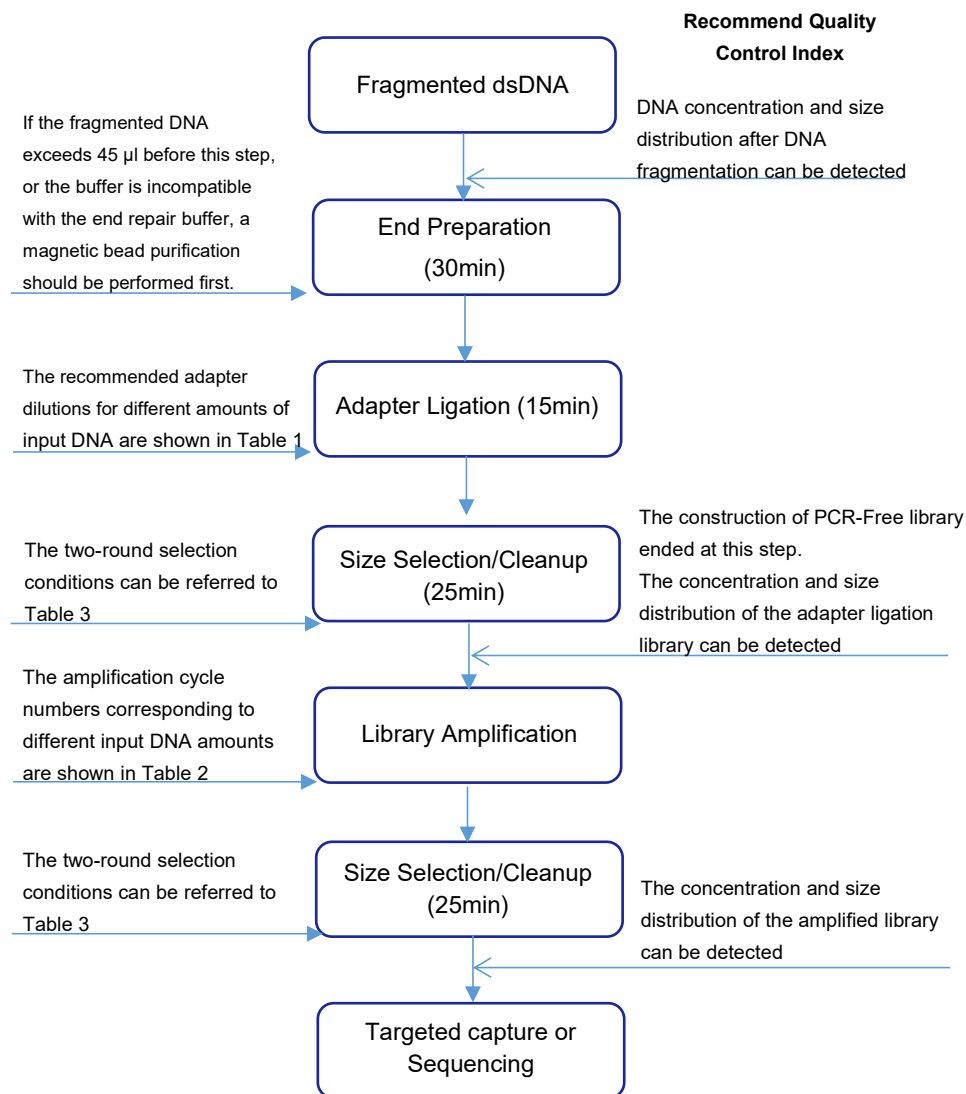 Recommend Quality
Control Index
Fragmented dsDNA
DNA concentration and size
distribution after DNA
fragmentation can be detected
If the fragmented DNA
exceeds 45 µl before this step,
or the buffer is incompatible
with the end repair buffer, a
magnetic bead purification
should be performed first.
End Preparation
(30min)
The recommended adapter
dilutions for different amounts of
input DNA are shown in Table 1
Adapter Ligation (15min)
The two-round selection
conditions can be referred to
Table 3
Size Selection/Cleanup
(25min)
The construction of PCR-Free library
ended at this step.
The concentration and size
distribution of the adapter ligation
library can be detected
The amplification cycle
numbers corresponding to
different input DNA amounts
are shown in Table 2
Library Amplification
The two-round selection
conditions can be referred to
Table 3
Size Selection/Cleanup
(25min)
The concentration and size
distribution of the amplified library
can be detected
Targeted capture or
Sequencing